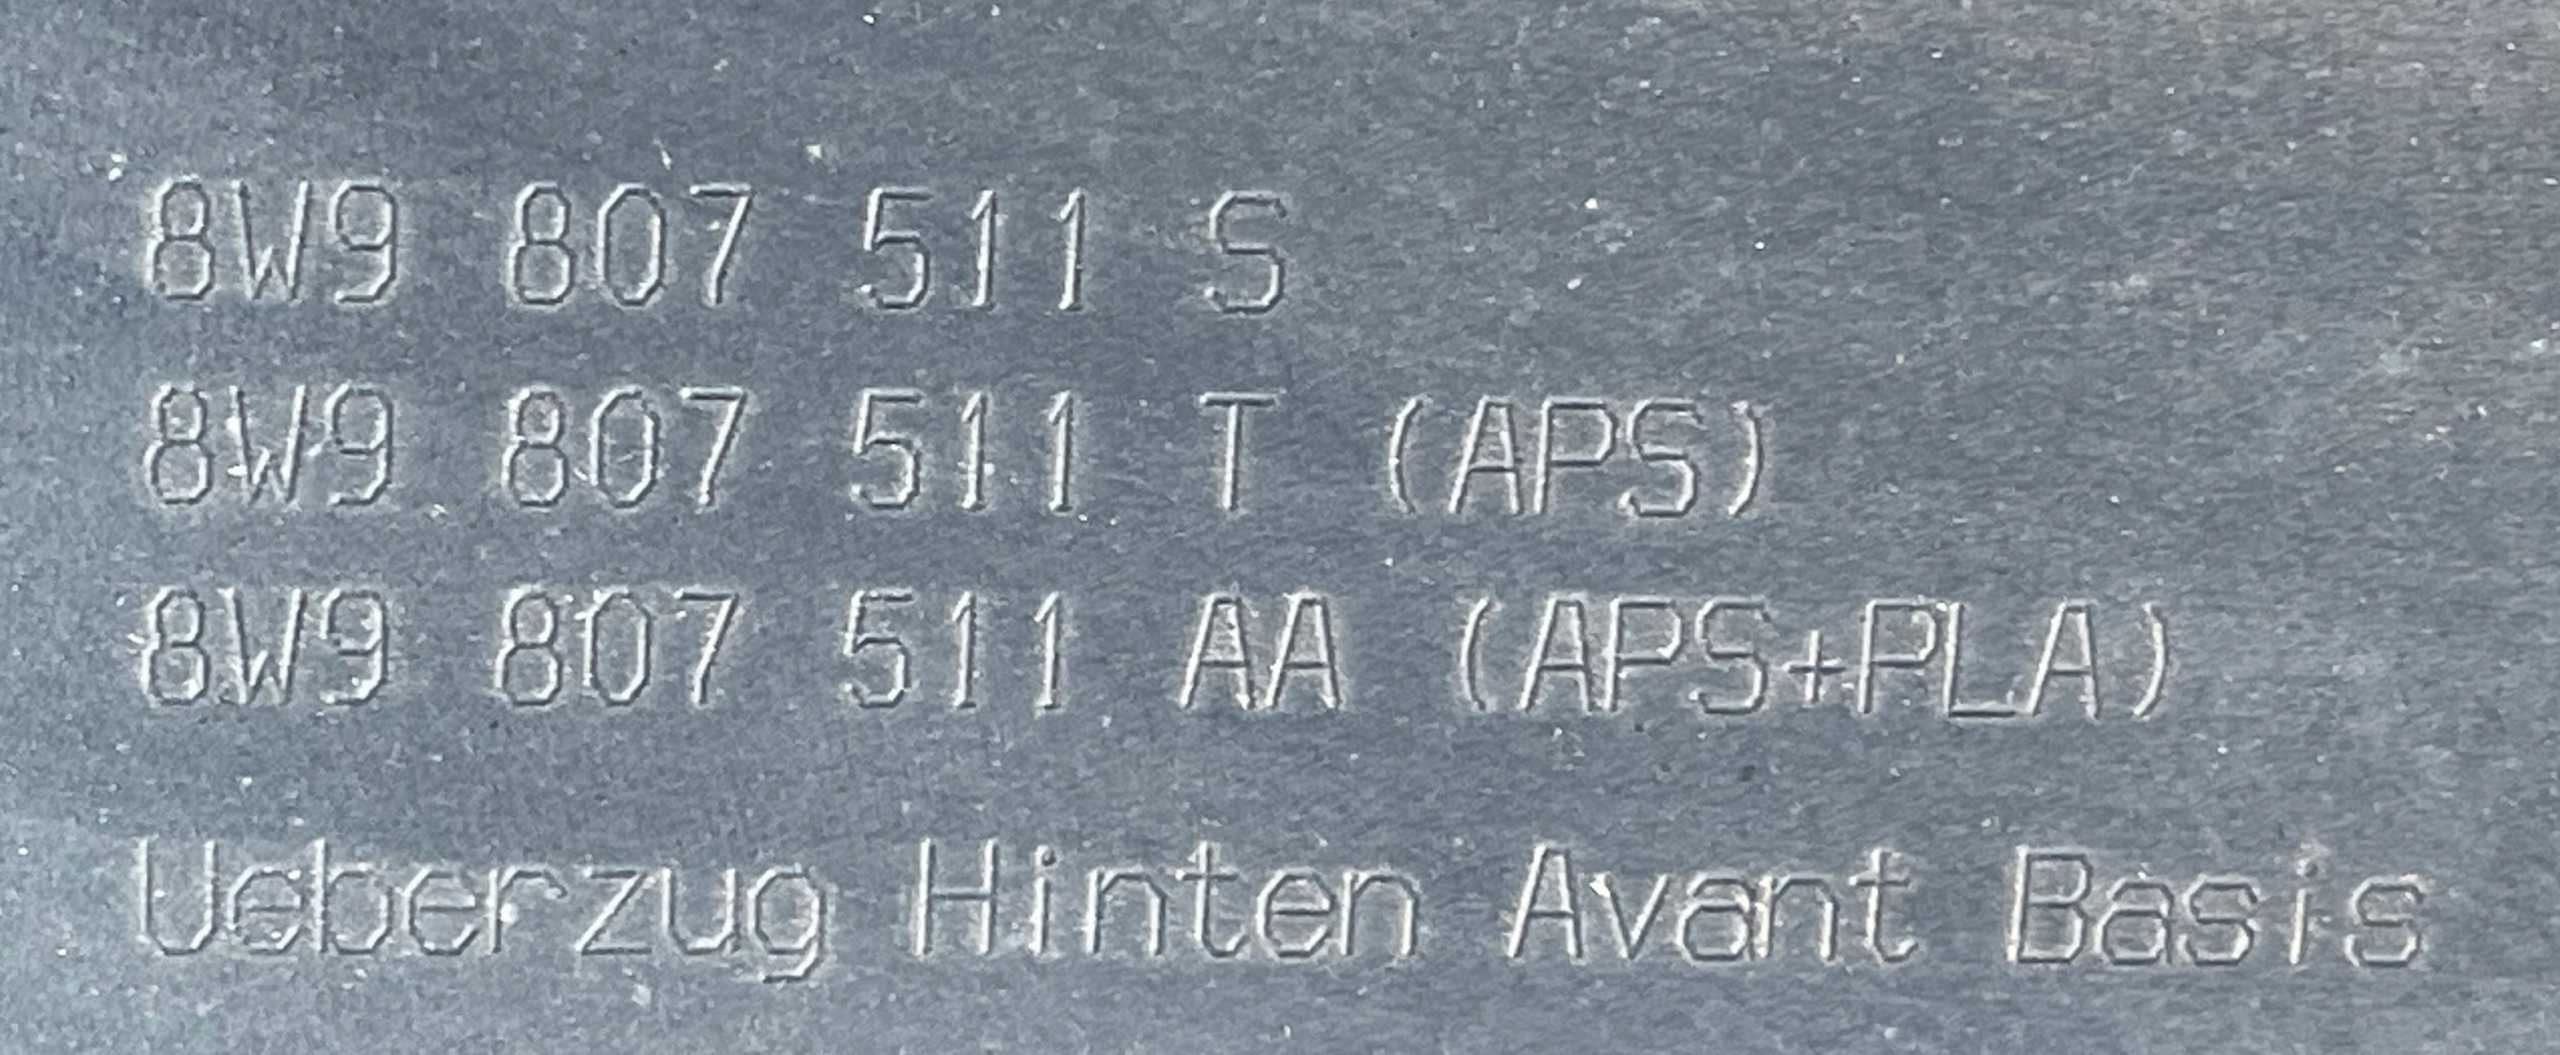 8W9 807 511 S
8W9 807 511 T (APS)
8W9 807 511 AA (APS+PLA)
Ueberzug Hinten Avant Basis